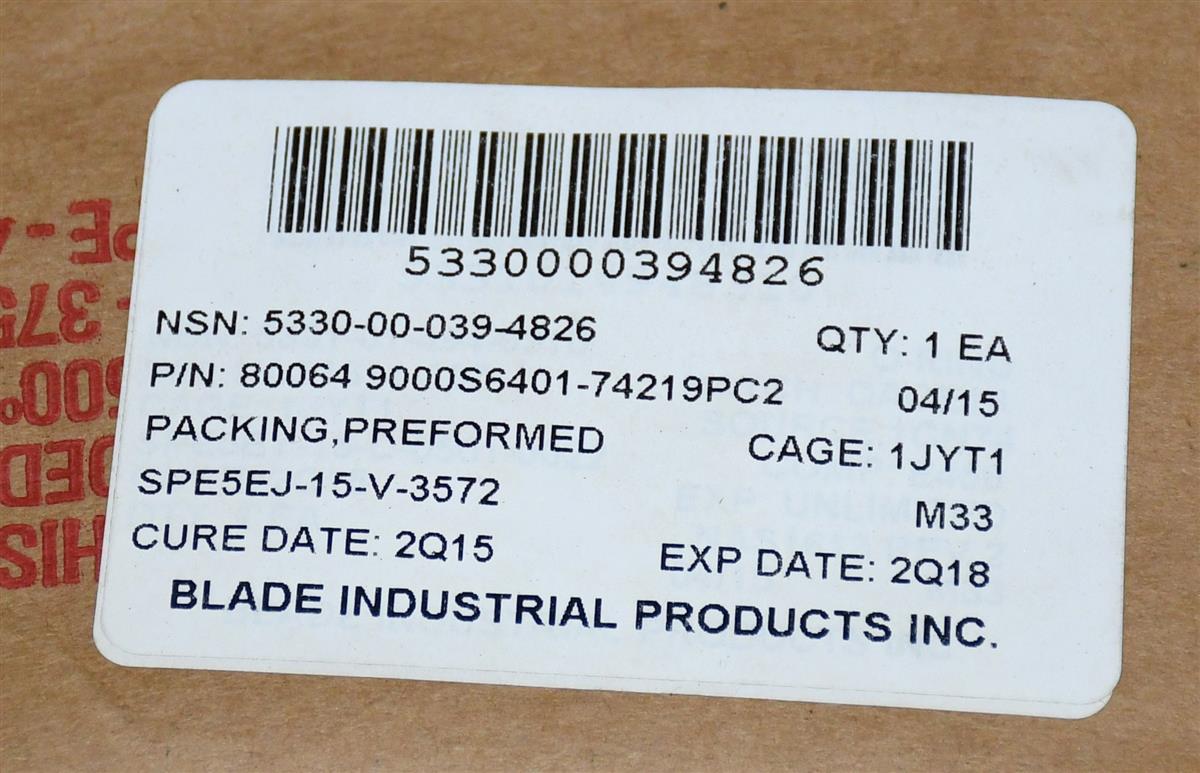 5330000394826
NSN: 5330-00-039-4826
QTY: 1 EA
P/N: 80064 9000S6401-74219PC2
04/15
PACKING,PREFORMED
CAGE: 1JYT1
SPE5EJ-15-V-3572
M33
CURE DATE: 2Q15
EXP DATE: 2Q18
BLADE INDUSTRIAL PRODUCTS INC.